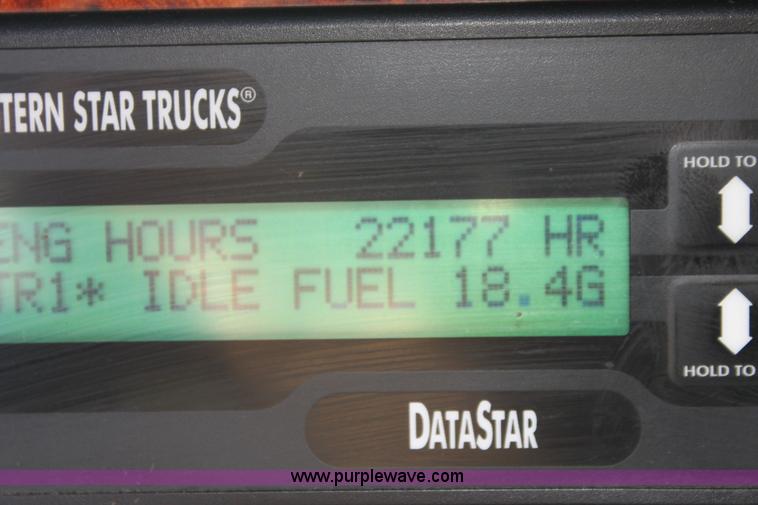 TERN STAR TRUCKS®
HOLD TO
ENG HOURS 22177 HR
TR1* IDLE FUEL 18.4G
HOLD TO
DATASTAR
www.purplewave.com